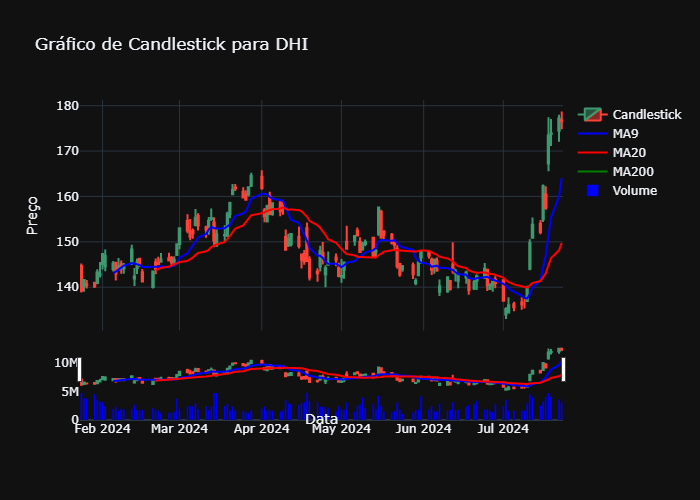 Gráfico de Candlestick para DHI
180
170
160
150
140
Preço
Candlestick
MA9
MA20
MA200
Volume
10M
5M
0
Data
Feb 2024 Mar 2024 Apr 2024 May 2024 Jun 2024 Jul 2024